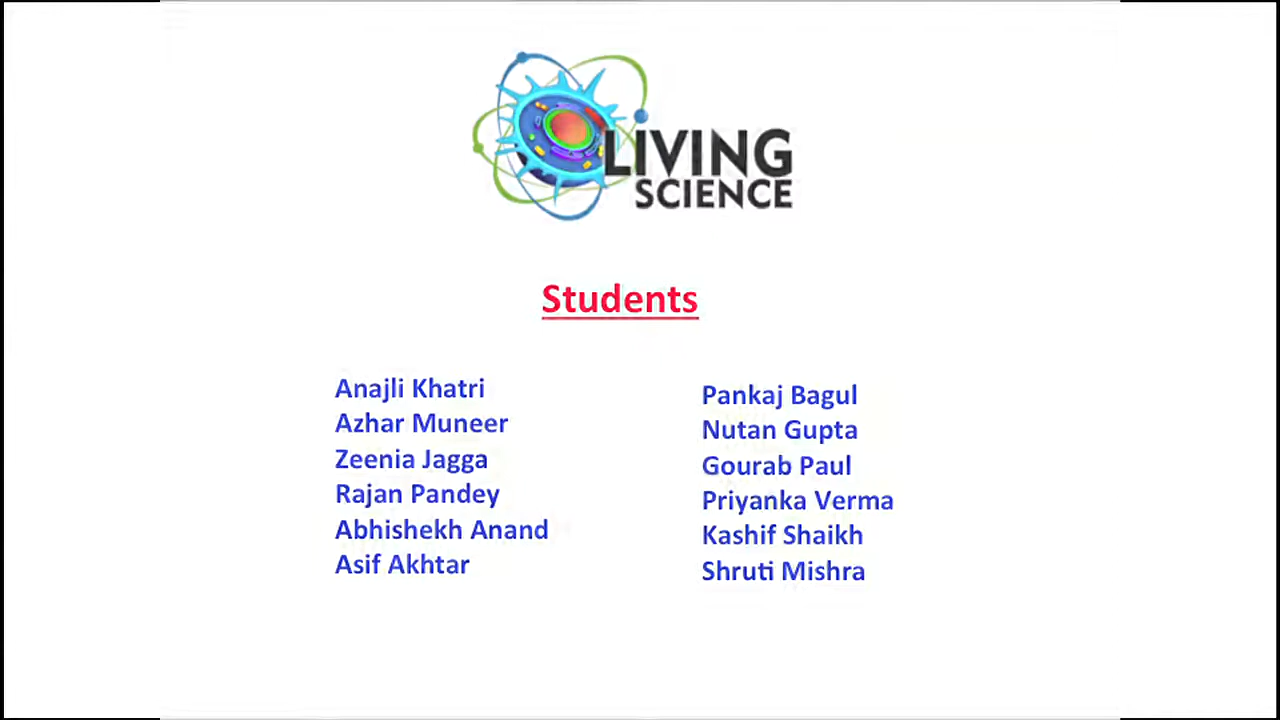 LIVING
SCIENCE
Students
Anajli Khatri
Azhar Muneer
Zeenia Jagga
Rajan Pandey
Abhishekh Anand
Asif Akhtar
Pankaj Bagul
Nutan Gupta
Gourab Paul
Priyanka Verma
Kashif Shaikh
Shruti Mishra